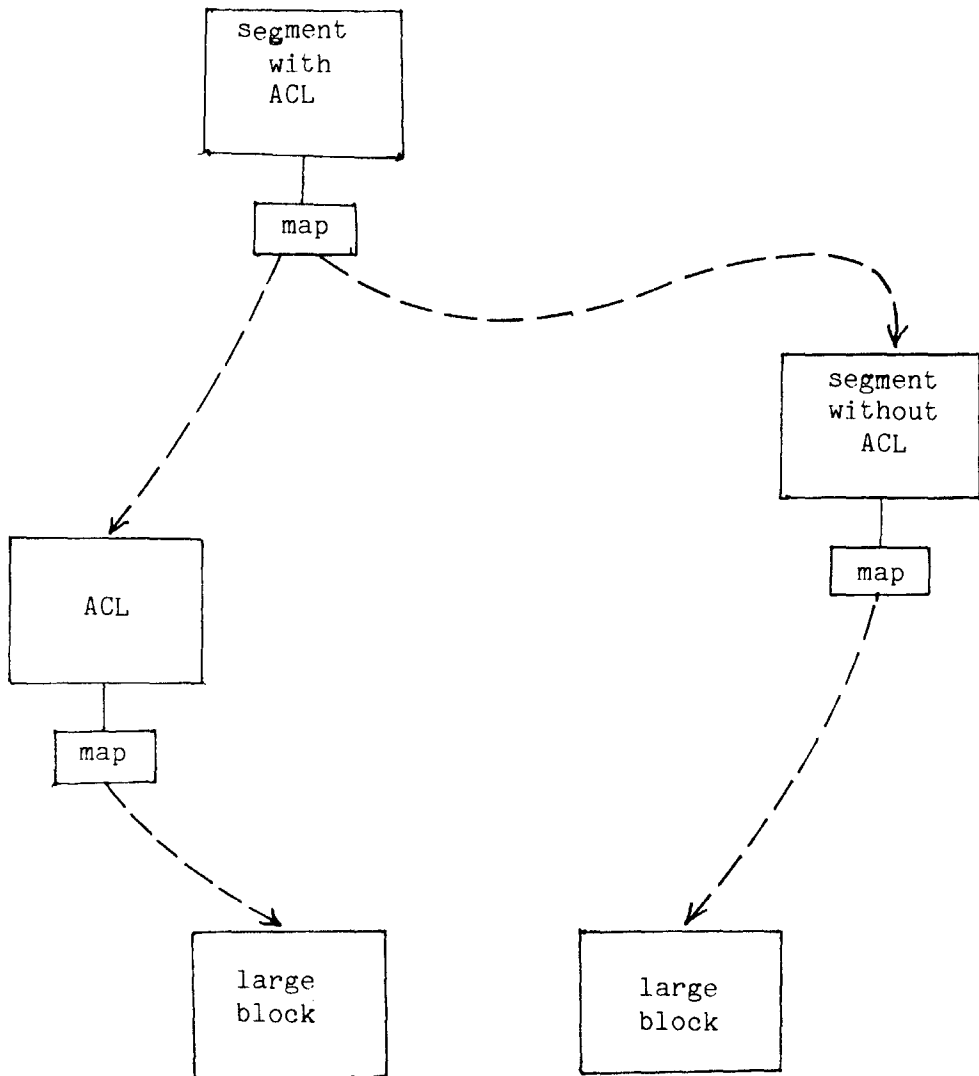 segment
with
ACL
map
segment
without
ACL
map
ACL
map
large
block
large
block